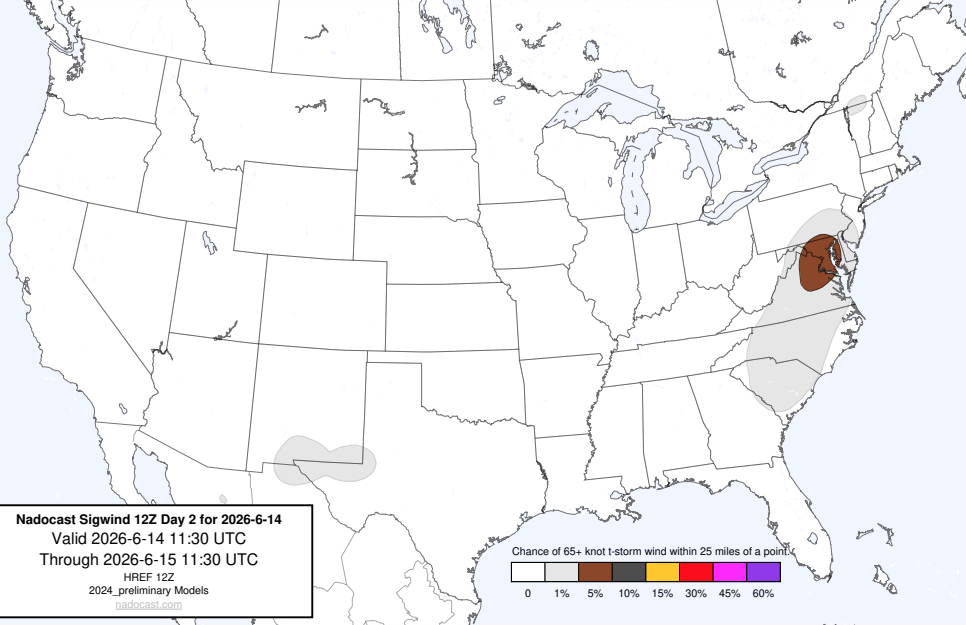 Nadocast Sigwind 12Z Day 2 for 2026-6-14
Valid 2026-6-14 11:30 UTC
Through 2026-6-15 11:30 UTC
HREF 12Z
2024_preliminary Models
nadocast.com
Chance of 65+ knot t-storm wind within 25 miles of a point.
0 1% 5% 10% 15% 30% 45% 60%